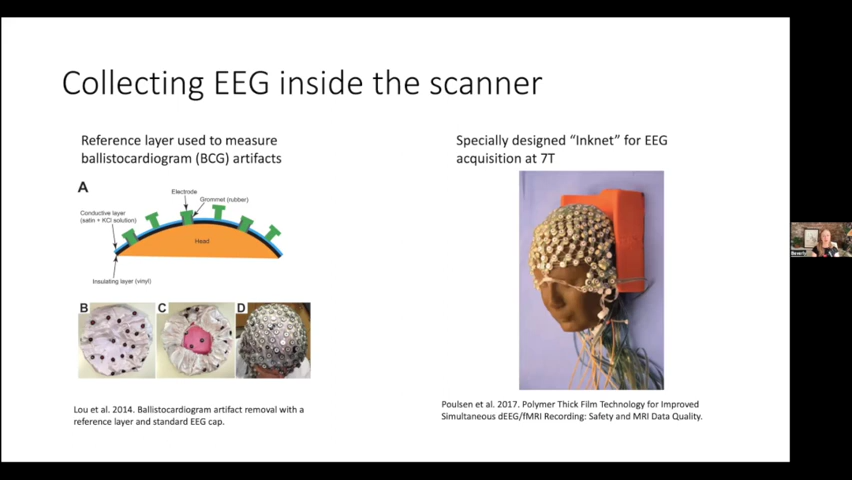 Collecting EEG inside the scanner
Reference layer used to measure
ballistocardiogram (BCG) artifacts
A
Electrode
Grommet (rubber)
Conductive layer
(satin + KCl solution)
Head
Insulating layer (vinyl)
B
C
D
Lou et al. 2014. Ballistocardiogram artifact removal with a
reference layer and standard EEG cap.
Specially designed “Inknet” for EEG
acquisition at 7T
Poulsen et al. 2017. Polymer Thick Film Technology for Improved
Simultaneous dEEG/fMRI Recording: Safety and MRI Data Quality.